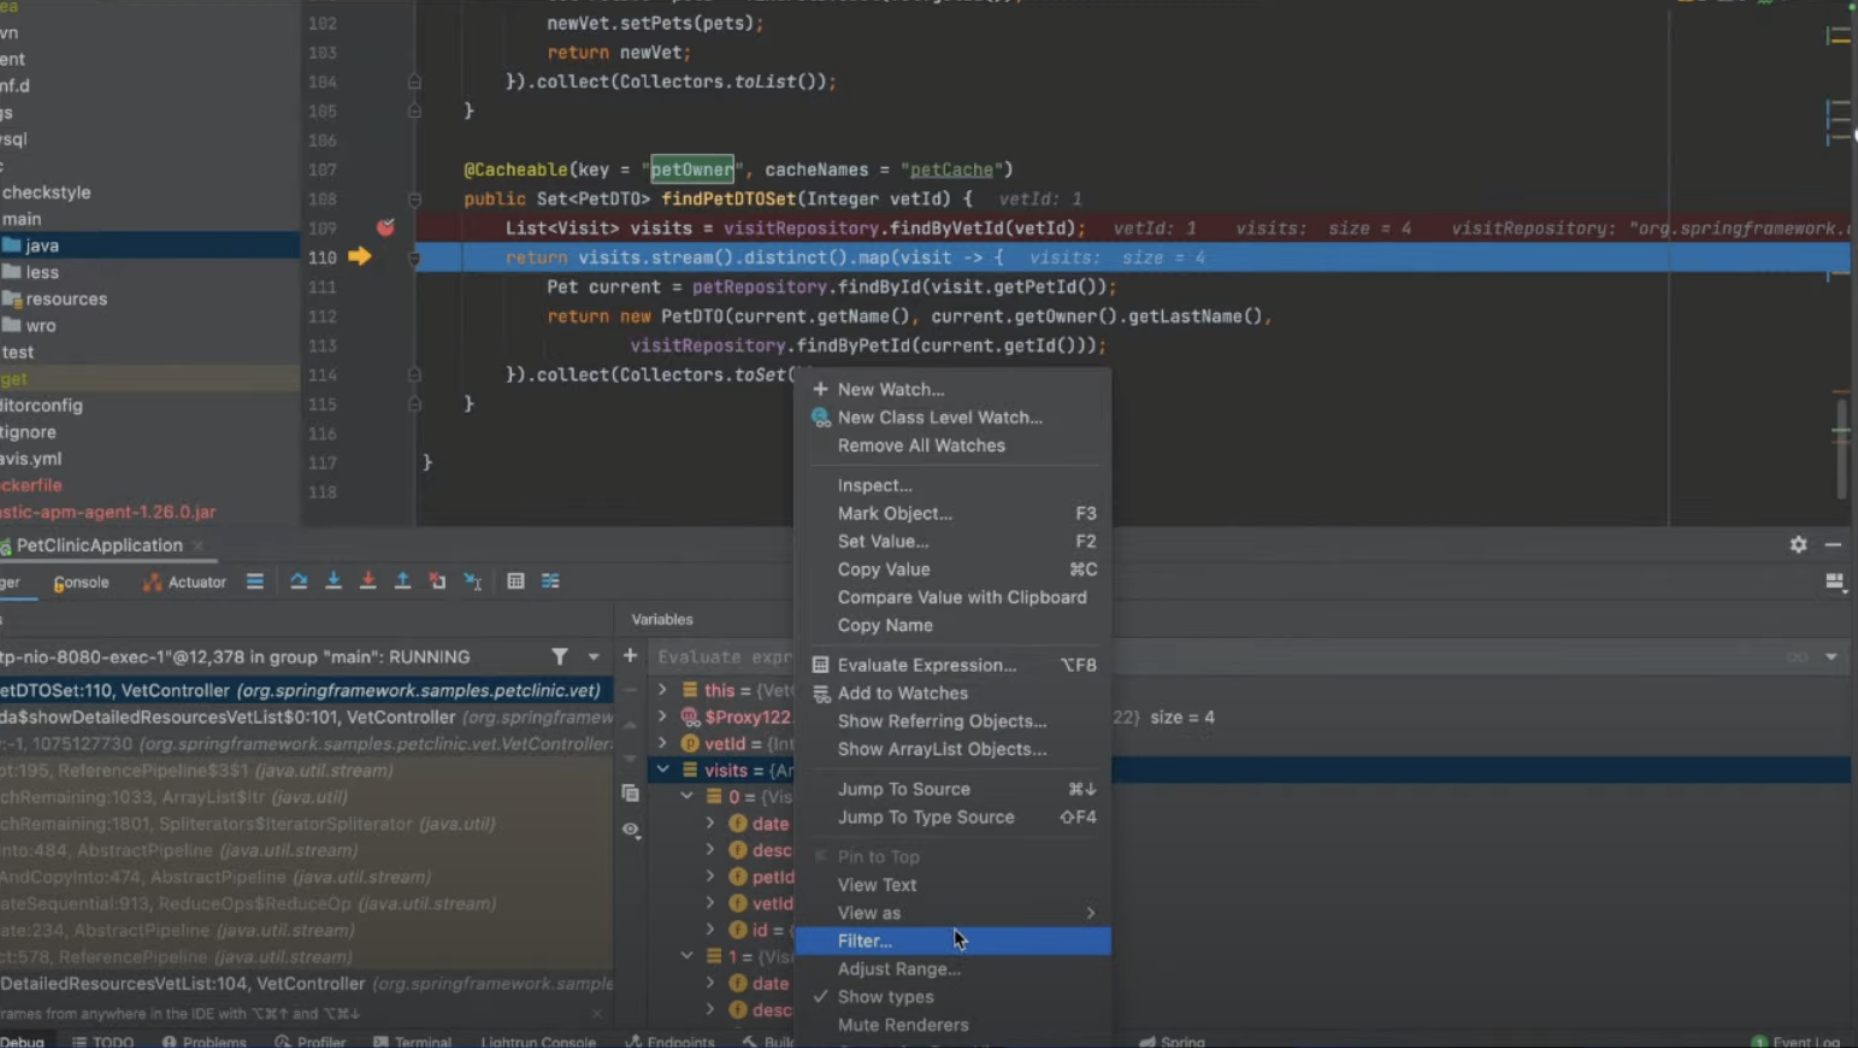 102 newVet.setPets(pets);
103 return newVet;
104 }).collect(Collectors.toList());
105 }
106
107 @Cacheable(key = "petOwner", cacheNames = "petCache")
108 public Set<PetDTO> findPetDTOSet(Integer vetId) { vetId: 1
109 List<Visit> visits = visitRepository.findByVetId(vetId); vetId: 1 visits: size = 4 visitRepository: "org.springframework.
110 return visits.stream().distinct().map(visit -> { visits: size = 4
111 Pet current = petRepository.findById(visit.getPetId());
112 return new PetDTO(current.getName(), current.getOwner().getLastName(),
113 visitRepository.findByPetId(current.getId()));
114 }).collect(Collectors.toSet(
115 }
116
117 }
118
ea
vn
ent
nf.d
gs
ysql
c
checkstyle
main
java
less
resources
wro
test
get
ditorconfig
tignore
avis.yml
ckerfile
astic-apm-agent-1.26.0.jar
PetClinicApplication
ger Console Actuator
s
Variables
tp-nio-8080-exec-1"@12,378 in group "main": RUNNING
etDTOSet:110, VetController (org.springframework.samples.petclinic.vet)
da$showDetailedResourcesVetList$0:101, VetController (org.springframew
y:-1, 1075127730 (org.springframework.samples.petclinic.vet.VetController
pt:195, ReferencePipeline$3$1 (java.util.stream)
chRemaining:1033, ArrayList$Itr (java.util)
chRemaining:1801, Spliterators$IteratorSpliterator (java.util)
nto:484, AbstractPipeline (java.util.stream)
AndCopyInto:474, AbstractPipeline (java.util.stream)
ateSequential:913, ReduceOps$ReduceOp (java.util.stream)
ate:234, AbstractPipeline (java.util.stream)
ct:578, ReferencePipeline (java.util.stream)
DetailedResourcesVetList:104, VetController (org.springframework.sample
rames from anywhere in the IDE with ⌥⌘↑ and ⌥⌘↓
Evaluate expr
this = {Vet
$Proxy122. 22} size = 4
vetId = {Int
visits = {Ar
0 = {Vis
date
desc
petId
vetId
id = {
1 = {Vis
date
desc
New Watch...
New Class Level Watch...
Remove All Watches
Inspect...
Mark Object... F3
Set Value... F2
Copy Value ⌘C
Compare Value with Clipboard
Copy Name
Evaluate Expression... ⌥F8
Add to Watches
Show Referring Objects...
Show ArrayList Objects...
Jump To Source ⌘↓
Jump To Type Source ⇧F4
Pin to Top
View Text
View as
Filter...
Adjust Range...
Show types
Mute Renderers
Debug TODO Problems Profiler Terminal Lightrun Console Endpoints Build Spring 1 Event Log